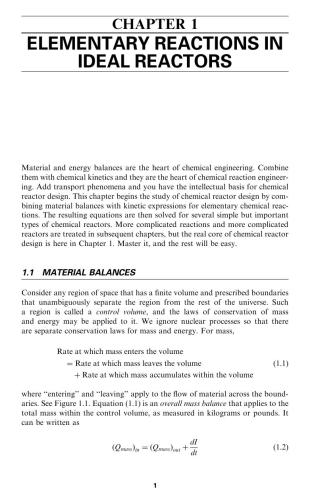 CHAPTER 1
ELEMENTARY REACTIONS IN
IDEAL REACTORS
Material and energy balances are the heart of chemical engineering. Combine
them with chemical kinetics and they are the heart of chemical reaction engineer-
ing. Add transport phenomena and you have the intellectual basis for chemical
reactor design. This chapter begins the study of chemical reactor design by com-
bining material balances with kinetic expressions for elementary chemical reac-
tions. The resulting equations are then solved for several simple but important
types of chemical reactors. More complicated reactions and more complicated
reactors are treated in subsequent chapters, but the real core of chemical reactor
design is here in Chapter 1. Master it, and the rest will be easy.
1.1 MATERIAL BALANCES
Consider any region of space that has a finite volume and prescribed boundaries
that unambiguously separate the region from the rest of the universe. Such
a region is called a control volume, and the laws of conservation of mass
and energy may be applied to it. We ignore nuclear processes so that there
are separate conservation laws for mass and energy. For mass,
Rate at which mass enters the volume
= Rate at which mass leaves the volume (1.1)
+ Rate at which mass accumulates within the volume
where “entering” and “leaving” apply to the flow of material across the bound-
aries. See Figure 1.1. Equation (1.1) is an overall mass balance that applies to the
total mass within the control volume, as measured in kilograms or pounds. It
can be written as
(Q_mass)_in = (Q_mass)_out + dI/dt (1.2)
1